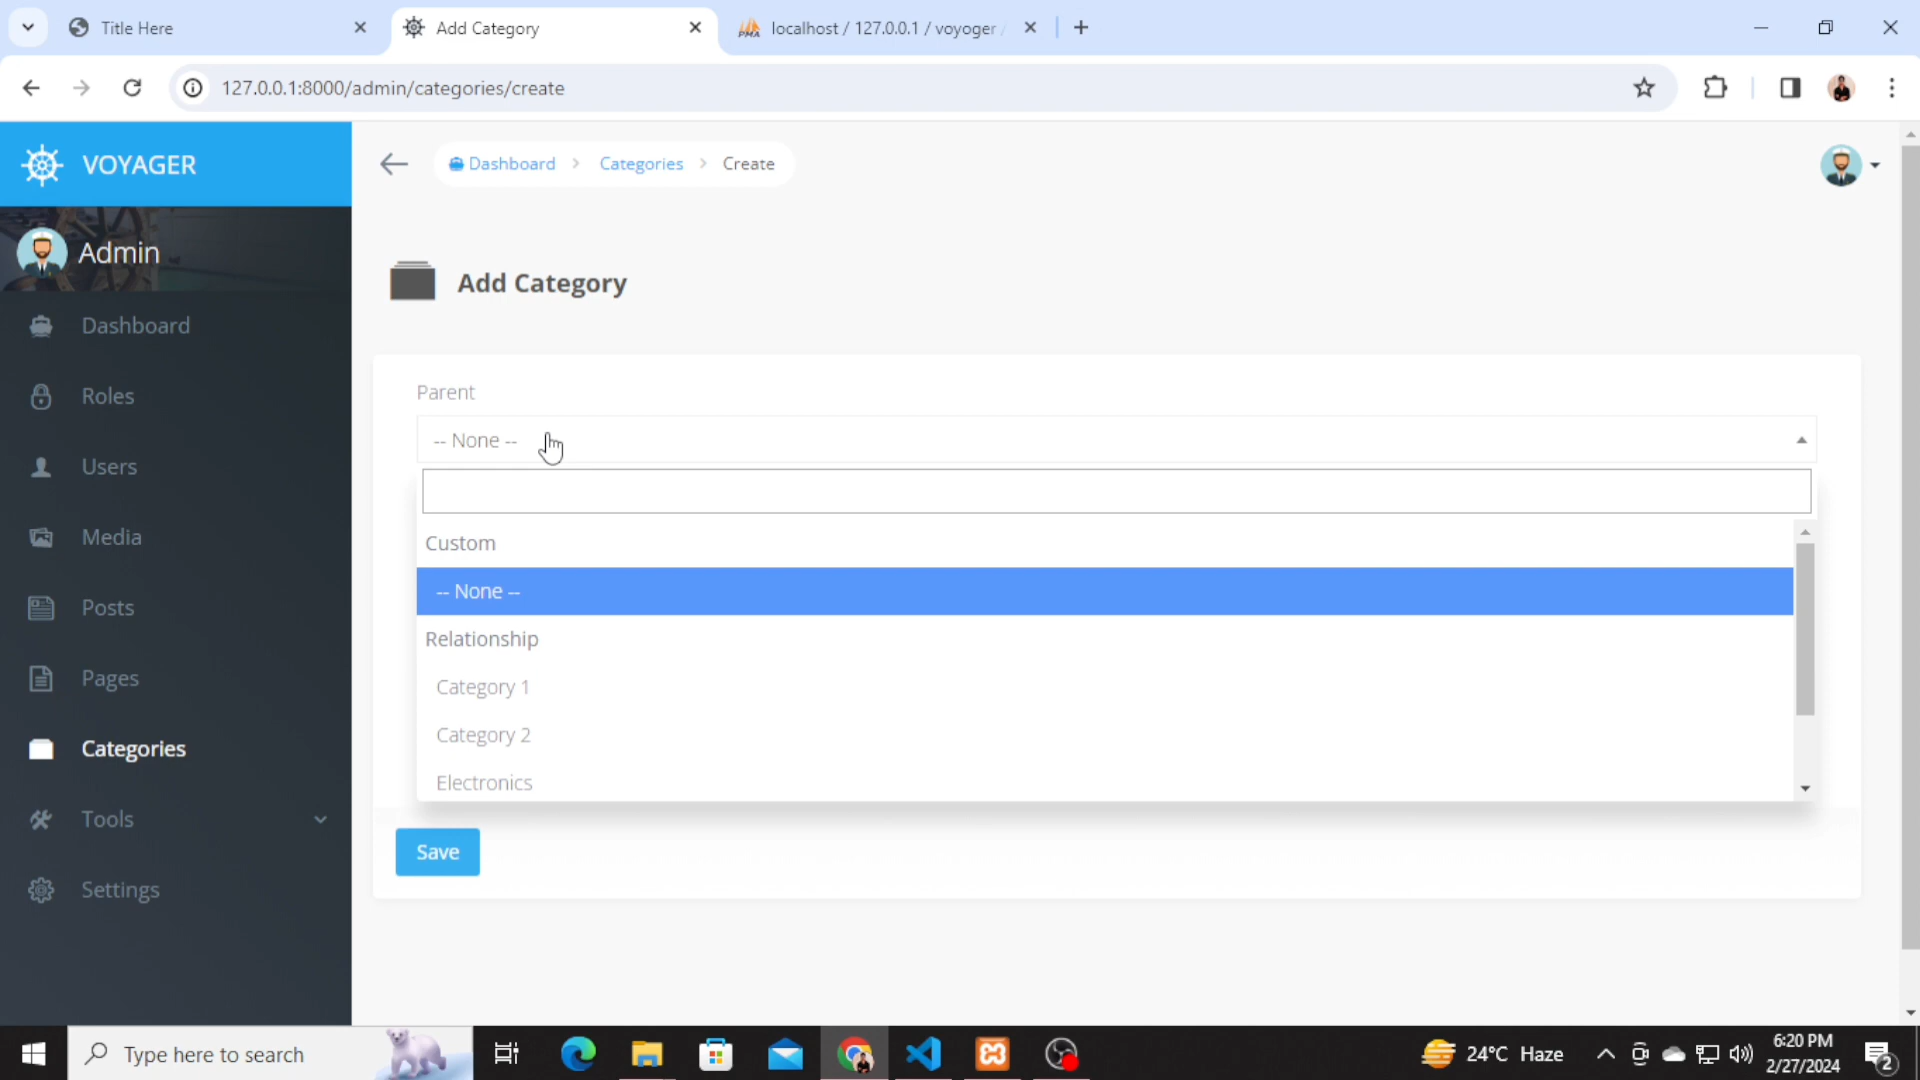 Title Here
Add Category
localhost / 127.0.0.1 / voyoger /
127.0.0.1:8000/admin/categories/create
VOYAGER
Dashboard > Categories > Create
Admin
Dashboard
Roles
Users
Media
Posts
Pages
Categories
Tools
Settings
Add Category
Parent
-- None --
Custom
-- None --
Relationship
Category 1
Category 2
Electronics
Save
Type here to search
24°C Haze
6:20 PM
2/27/2024
2